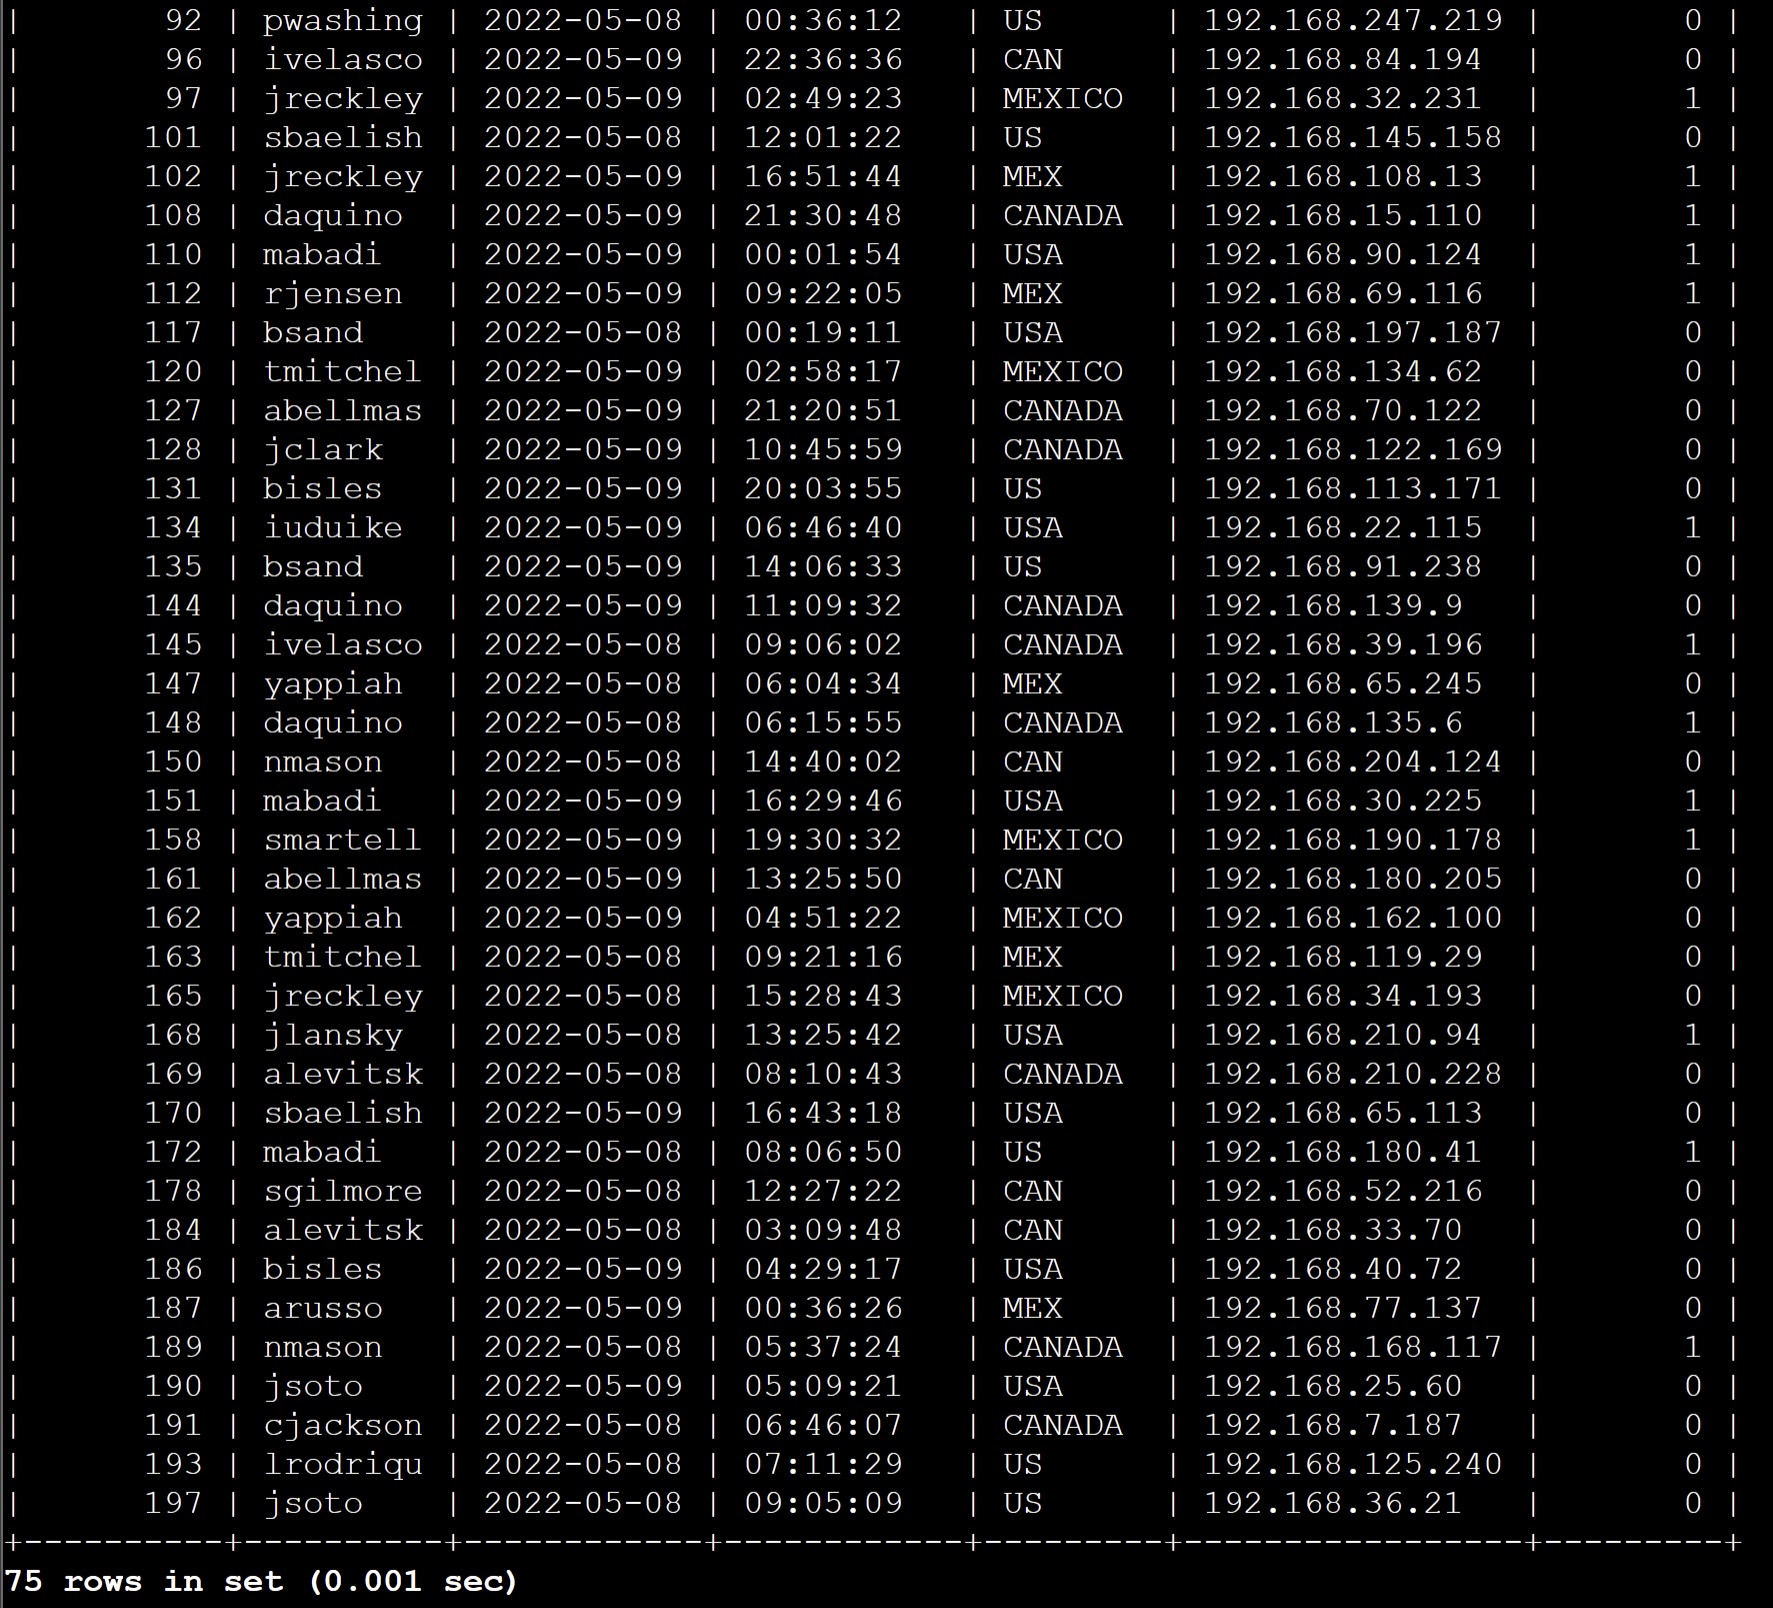 |       92 | pwashing | 2022-05-08 | 00:36:12   | US      | 192.168.247.219 |       0 |
|       96 | ivelasco | 2022-05-09 | 22:36:36   | CAN     | 192.168.84.194  |       0 |
|       97 | jreckley | 2022-05-09 | 02:49:23   | MEXICO  | 192.168.32.231  |       1 |
|      101 | sbaelish | 2022-05-08 | 12:01:22   | US      | 192.168.145.158 |       0 |
|      102 | jreckley | 2022-05-09 | 16:51:44   | MEX     | 192.168.108.13  |       1 |
|      108 | daquino  | 2022-05-09 | 21:30:48   | CANADA  | 192.168.15.110  |       1 |
|      110 | mabadi   | 2022-05-09 | 00:01:54   | USA     | 192.168.90.124  |       1 |
|      112 | rjensen  | 2022-05-09 | 09:22:05   | MEX     | 192.168.69.116  |       1 |
|      117 | bsand    | 2022-05-08 | 00:19:11   | USA     | 192.168.197.187 |       0 |
|      120 | tmitchel | 2022-05-09 | 02:58:17   | MEXICO  | 192.168.134.62  |       0 |
|      127 | abellmas | 2022-05-09 | 21:20:51   | CANADA  | 192.168.70.122  |       0 |
|      128 | jclark   | 2022-05-09 | 10:45:59   | CANADA  | 192.168.122.169 |       0 |
|      131 | bisles   | 2022-05-09 | 20:03:55   | US      | 192.168.113.171 |       0 |
|      134 | iuduike  | 2022-05-09 | 06:46:40   | USA     | 192.168.22.115  |       1 |
|      135 | bsand    | 2022-05-09 | 14:06:33   | US      | 192.168.91.238  |       0 |
|      144 | daquino  | 2022-05-09 | 11:09:32   | CANADA  | 192.168.139.9   |       0 |
|      145 | ivelasco | 2022-05-08 | 09:06:02   | CANADA  | 192.168.39.196  |       1 |
|      147 | yappiah  | 2022-05-08 | 06:04:34   | MEX     | 192.168.65.245  |       0 |
|      148 | daquino  | 2022-05-08 | 06:15:55   | CANADA  | 192.168.135.6   |       1 |
|      150 | nmason   | 2022-05-08 | 14:40:02   | CAN     | 192.168.204.124 |       0 |
|      151 | mabadi   | 2022-05-09 | 16:29:46   | USA     | 192.168.30.225  |       1 |
|      158 | smartell | 2022-05-09 | 19:30:32   | MEXICO  | 192.168.190.178 |       1 |
|      161 | abellmas | 2022-05-09 | 13:25:50   | CAN     | 192.168.180.205 |       0 |
|      162 | yappiah  | 2022-05-09 | 04:51:22   | MEXICO  | 192.168.162.100 |       0 |
|      163 | tmitchel | 2022-05-08 | 09:21:16   | MEX     | 192.168.119.29  |       0 |
|      165 | jreckley | 2022-05-08 | 15:28:43   | MEXICO  | 192.168.34.193  |       0 |
|      168 | jlansky  | 2022-05-08 | 13:25:42   | USA     | 192.168.210.94  |       1 |
|      169 | alevitsk | 2022-05-08 | 08:10:43   | CANADA  | 192.168.210.228 |       0 |
|      170 | sbaelish | 2022-05-09 | 16:43:18   | USA     | 192.168.65.113  |       0 |
|      172 | mabadi   | 2022-05-08 | 08:06:50   | US      | 192.168.180.41  |       1 |
|      178 | sgilmore | 2022-05-08 | 12:27:22   | CAN     | 192.168.52.216  |       0 |
|      184 | alevitsk | 2022-05-08 | 03:09:48   | CAN     | 192.168.33.70   |       0 |
|      186 | bisles   | 2022-05-09 | 04:29:17   | USA     | 192.168.40.72   |       0 |
|      187 | arusso   | 2022-05-09 | 00:36:26   | MEX     | 192.168.77.137  |       0 |
|      189 | nmason   | 2022-05-08 | 05:37:24   | CANADA  | 192.168.168.117 |       1 |
|      190 | jsoto    | 2022-05-09 | 05:09:21   | USA     | 192.168.25.60   |       0 |
|      191 | cjackson | 2022-05-08 | 06:46:07   | CANADA  | 192.168.7.187   |       0 |
|      193 | lrodriqu | 2022-05-08 | 07:11:29   | US      | 192.168.125.240 |       0 |
|      197 | jsoto    | 2022-05-08 | 09:05:09   | US      | 192.168.36.21   |       0 |
+----------+----------+------------+------------+---------+-----------------+---------+
75 rows in set (0.001 sec)